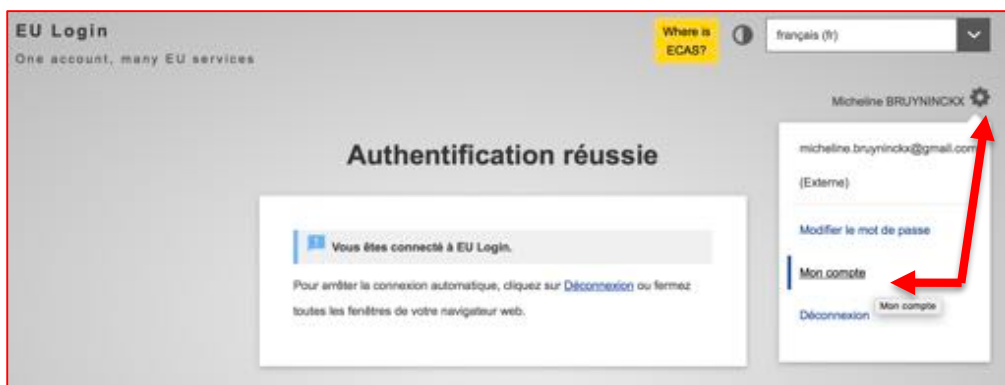 EU Login
One account, many EU services
Where is
ECAS?
français (fr)
Micheline BRUYNINCKX
Authentification réussie
micheline.bruyninckx@gmail.com
(Externe)
Vous êtes connecté à EU Login.
Modifier le mot de passe
Pour arrêter la connexion automatique, cliquez sur Déconnexion ou fermez
toutes les fenêtres de votre navigateur web.
Mon compte
Mon compte
Déconnexion